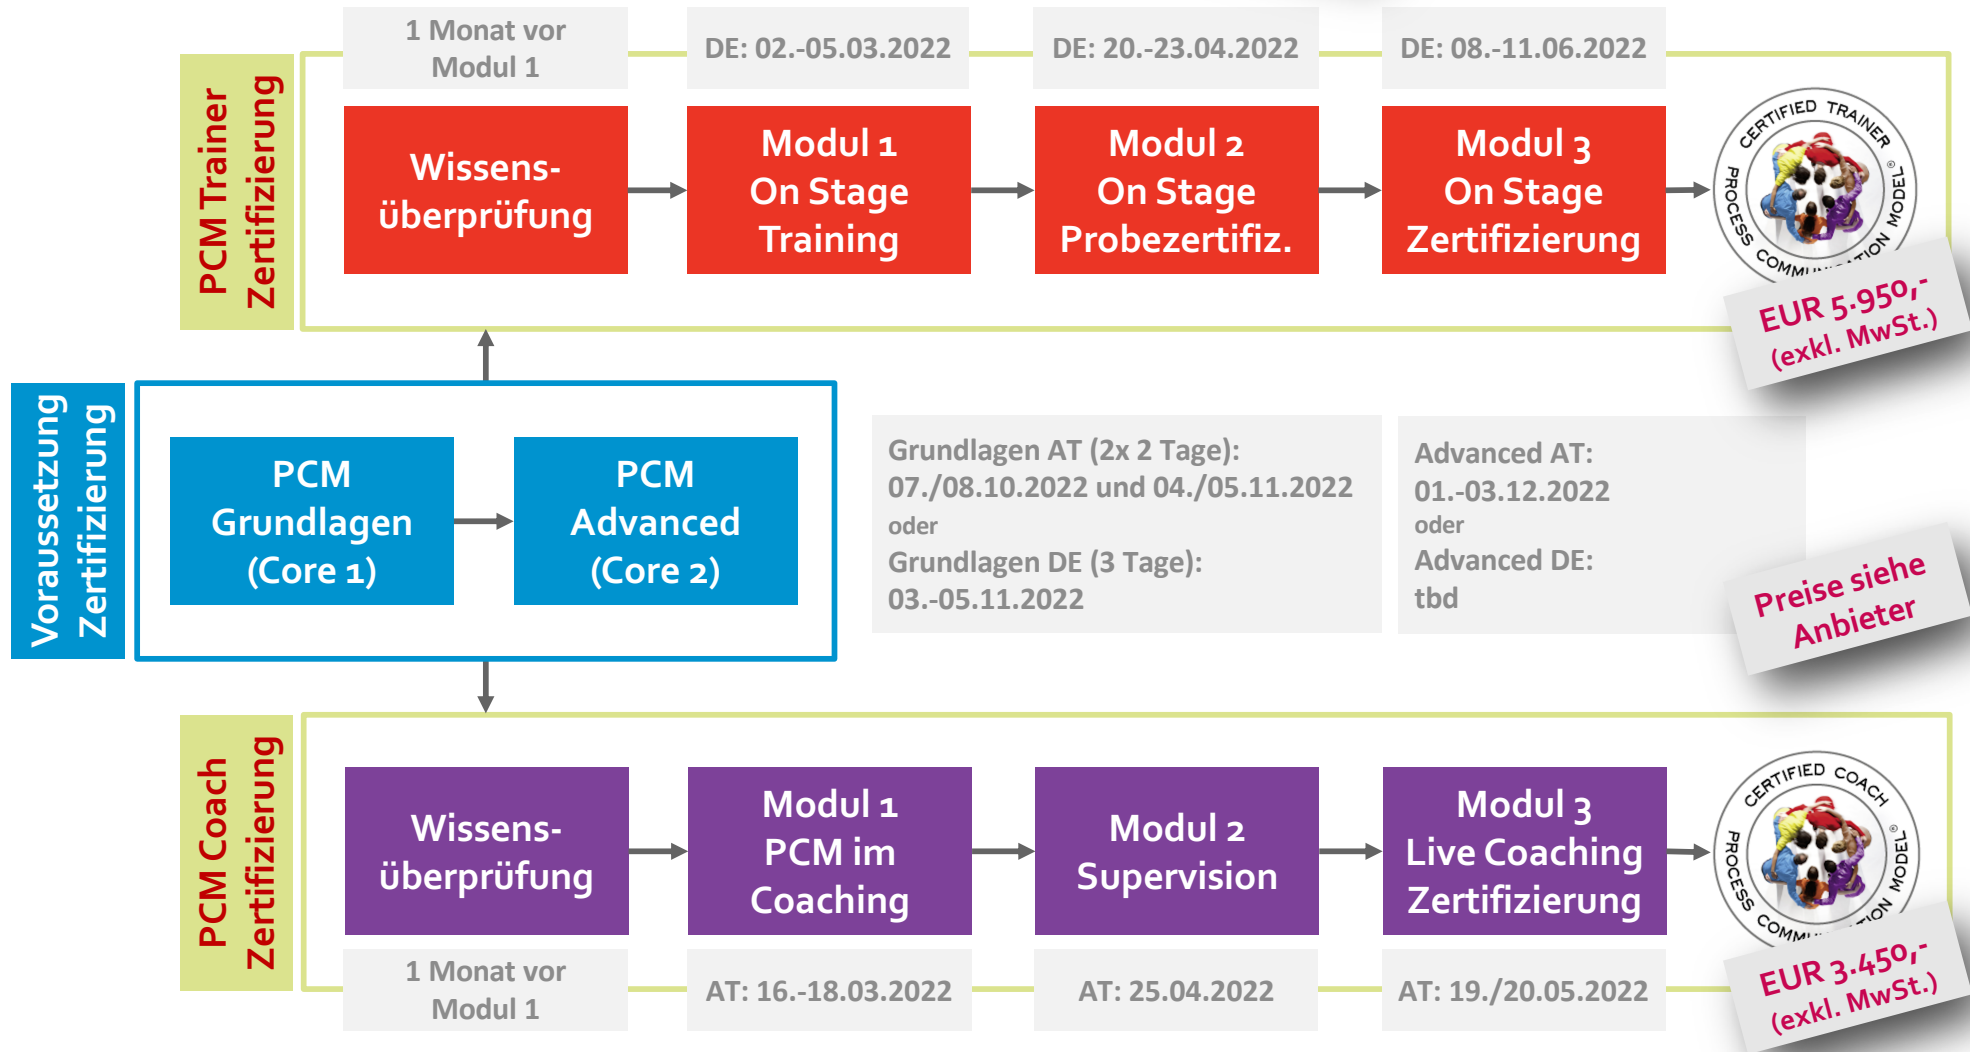 1 Monat vor
Modul 1
DE: 02.-05.03.2022
DE: 20.-23.04.2022
DE: 08.-11.06.2022
PCM Trainer
Zertifizierung
Wissens-
überprüfung
Modul 1
On Stage
Training
Modul 2
On Stage
Probezertifiz.
Modul 3
On Stage
Zertifizierung
CERTIFIED TRAINER
PROCESS COMMUNICATION MODEL®
EUR 5.950,-
(exkl. MwSt.)
Voraussetzung
Zertifizierung
PCM
Grundlagen
(Core 1)
PCM
Advanced
(Core 2)
Grundlagen AT (2x 2 Tage):
07./08.10.2022 und 04./05.11.2022
oder
Grundlagen DE (3 Tage):
03.-05.11.2022
Advanced AT:
01.-03.12.2022
oder
Advanced DE:
tbd
Preise siehe
Anbieter
PCM Coach
Zertifizierung
Wissens-
überprüfung
Modul 1
PCM im
Coaching
Modul 2
Supervision
Modul 3
Live Coaching
Zertifizierung
CERTIFIED COACH
PROCESS COMMUNICATION MODEL®
EUR 3.450,-
(exkl. MwSt.)
1 Monat vor
Modul 1
AT: 16.-18.03.2022
AT: 25.04.2022
AT: 19./20.05.2022